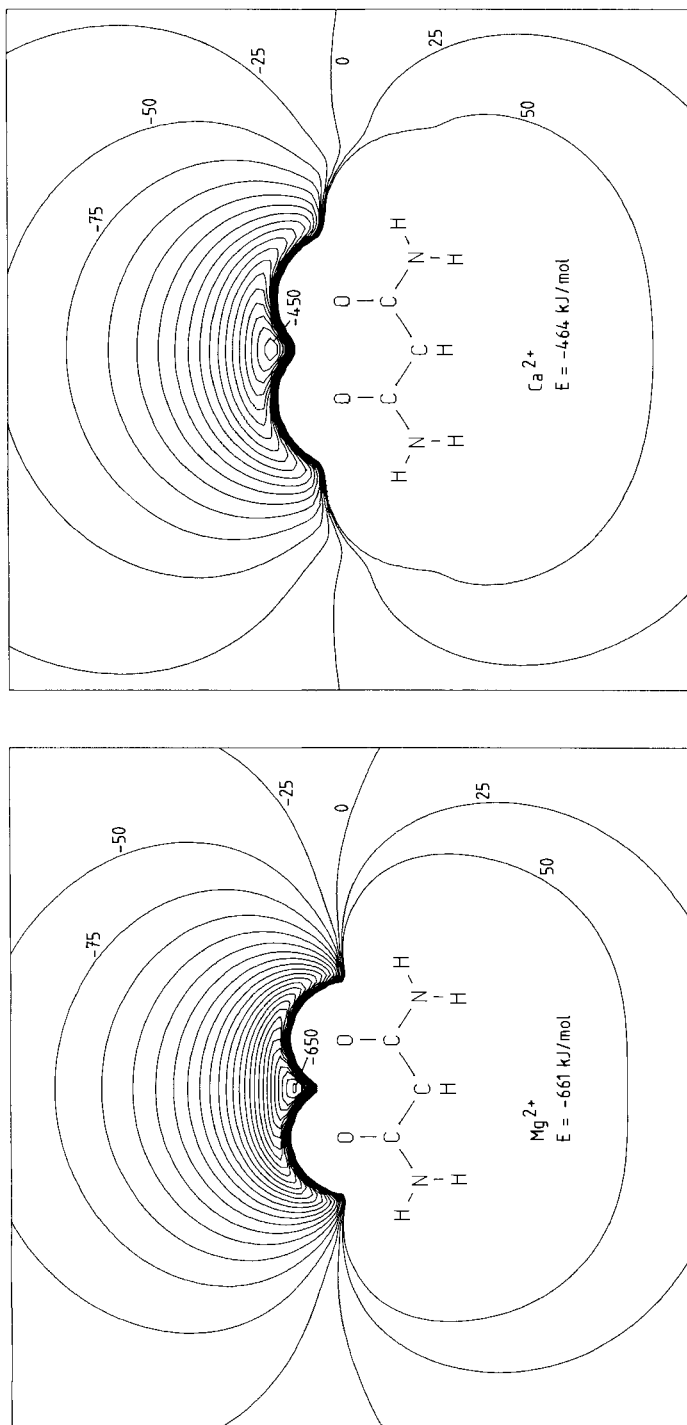 -50
-75
-25
-650
0
O O
H C C H
N C N
H H H
25
50
Mg²⁺
E = -661 kJ/mol
-75
-50
-25
-450
0
O O
H C C H
N C N
H H H
25
50
Ca²⁺
E = -464 kJ/mol